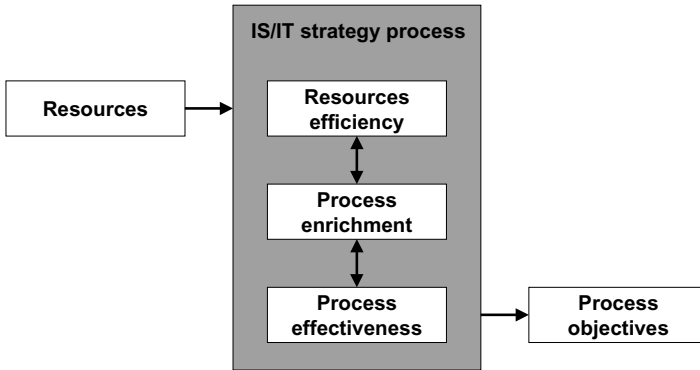 IS/IT strategy process
Resources
Resources
efficiency
Process
enrichment
Process
effectiveness
Process
objectives